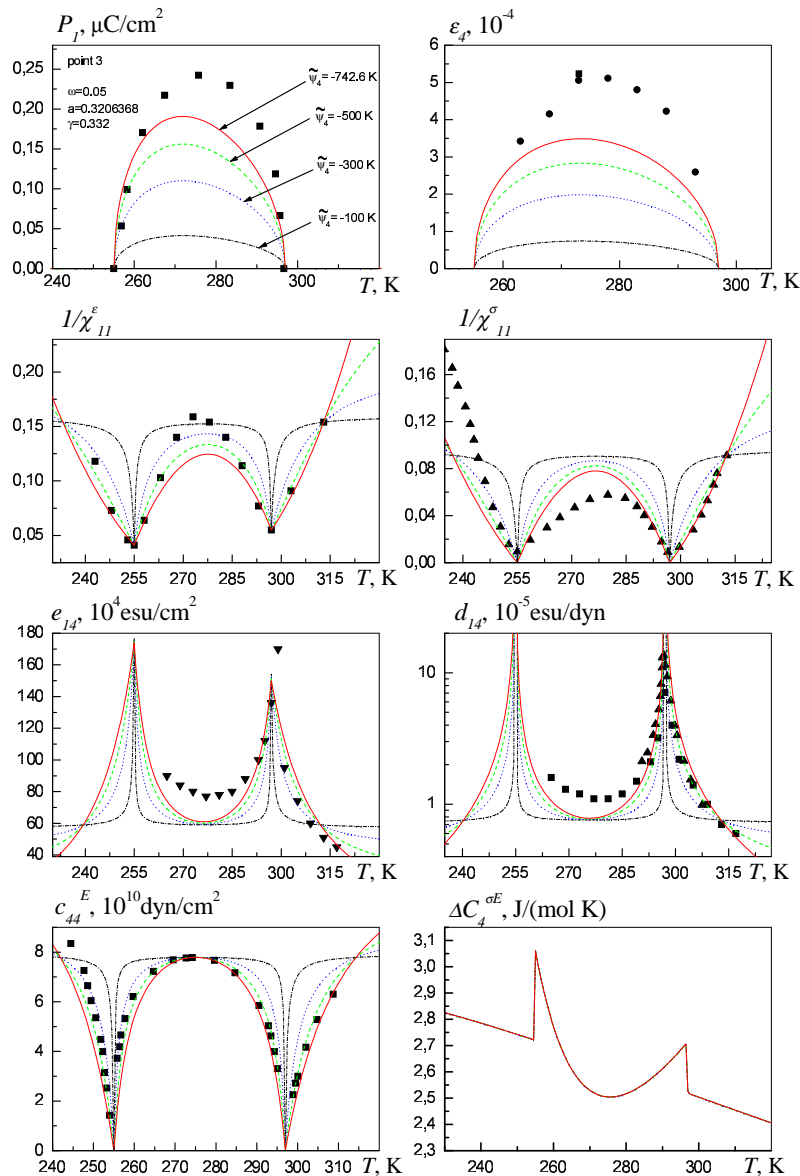 P1, μC/cm²
0,25
0,20
0,15
0,10
0,05
0,00
point 3
ω=0.05
a=0.3206368
γ=0.332
ψ̃4=-742.6 K
ψ̃4=-500 K
ψ̃4=-300 K
ψ̃4=-100 K
240 260 280 300
T, K
ε4, 10⁻⁴
6
5
4
3
2
1
0
260 280 300
T, K
1/χ11^ε
0,20
0,15
0,10
0,05
240 255 270 285 300 315
T, K
1/χ11^σ
0,16
0,12
0,08
0,04
0,00
240 255 270 285 300 315
T, K
e14, 10⁴esu/cm²
180
160
140
120
100
80
60
40
240 255 270 285 300 315
T, K
d14, 10⁻⁵esu/dyn
10
1
240 255 270 285 300 315
T, K
c44^E, 10¹⁰dyn/cm²
8
6
4
2
0
240 250 260 270 280 290 300 310
T, K
ΔC4^σE, J/(mol K)
3,1
3,0
2,9
2,8
2,7
2,6
2,5
2,4
2,3
240 260 280 300
T, K